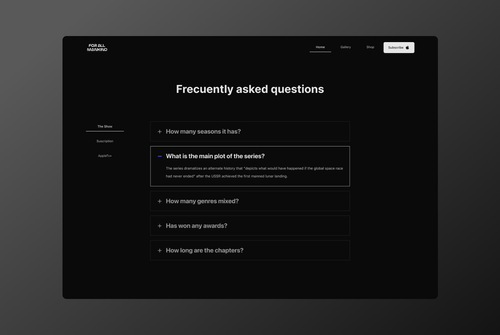 FOR ALL
MANKIND
Home
Gallery
Shop
Subscribe
Frecuently asked questions
The Show
Suscription
AppleTv+
+ How many seasons it has?
– What is the main plot of the series?
The series dramatizes an alternate history that "depicts what would have happened if the global space race
had never ended" after the USSR achieved the first manned lunar landing.
+ How many genres mixed?
+ Has won any awards?
+ How long are the chapters?